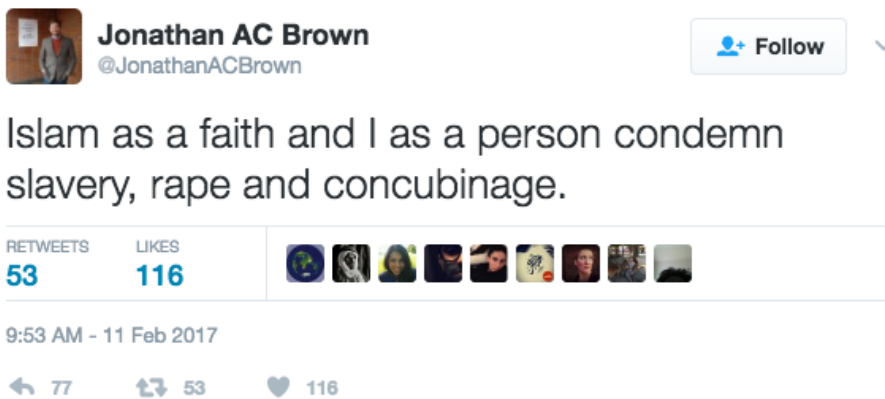 Jonathan AC Brown
@JonathanACBrown
Follow
Islam as a faith and I as a person condemn
slavery, rape and concubinage.
RETWEETS LIKES
53 116
9:53 AM - 11 Feb 2017
77 53 116